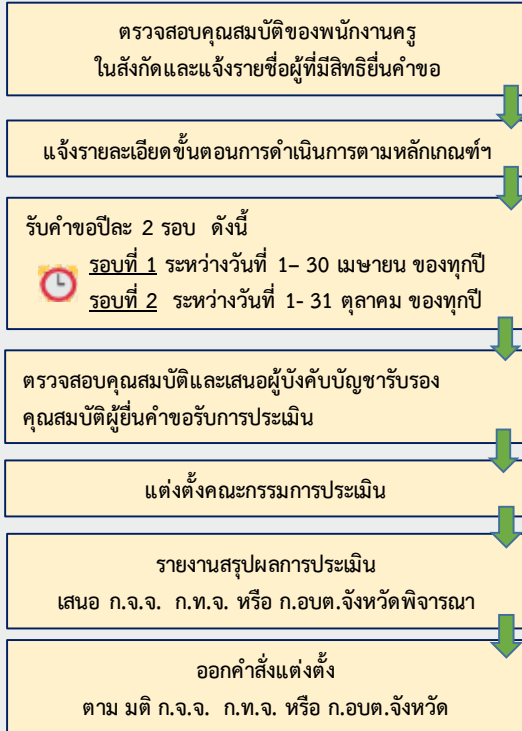 ตรวจสอบคุณสมบัติของพนักงานครู
ในสังกัดและแจ้งรายชื่อผู้ที่มีสิทธิยื่นคำขอ
แจ้งรายละเอียดขั้นตอนการดำเนินการตามหลักเกณฑ์ฯ
รับคำขอปีละ 2 รอบ ดังนี้
รอบที่ 1 ระหว่างวันที่ 1– 30 เมษายน ของทุกปี
รอบที่ 2 ระหว่างวันที่ 1- 31 ตุลาคม ของทุกปี
ตรวจสอบคุณสมบัติและเสนอผู้บังคับบัญชารับรอง
คุณสมบัติผู้ยื่นคำขอรับการประเมิน
แต่งตั้งคณะกรรมการประเมิน
รายงานสรุปผลการประเมิน
เสนอ ก.จ.จ. ก.ท.จ. หรือ ก.อบต.จังหวัดพิจารณา
ออกคำสั่งแต่งตั้ง
ตาม มติ ก.จ.จ. ก.ท.จ. หรือ ก.อบต.จังหวัด